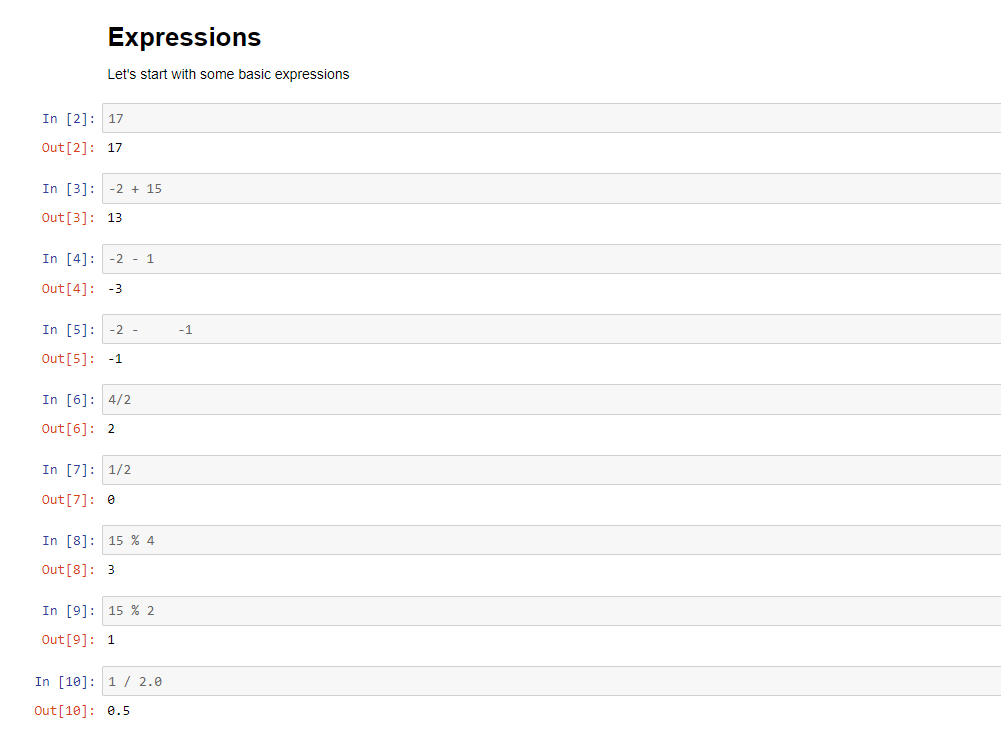 Expressions
Let's start with some basic expressions
In [2]: 17
Out[2]: 17
In [3]: -2 + 15
Out[3]: 13
In [4]: -2 - 1
Out[4]: -3
In [5]: -2 -     -1
Out[5]: -1
In [6]: 4/2
Out[6]: 2
In [7]: 1/2
Out[7]: 0
In [8]: 15 % 4
Out[8]: 3
In [9]: 15 % 2
Out[9]: 1
In [10]: 1 / 2.0
Out[10]: 0.5